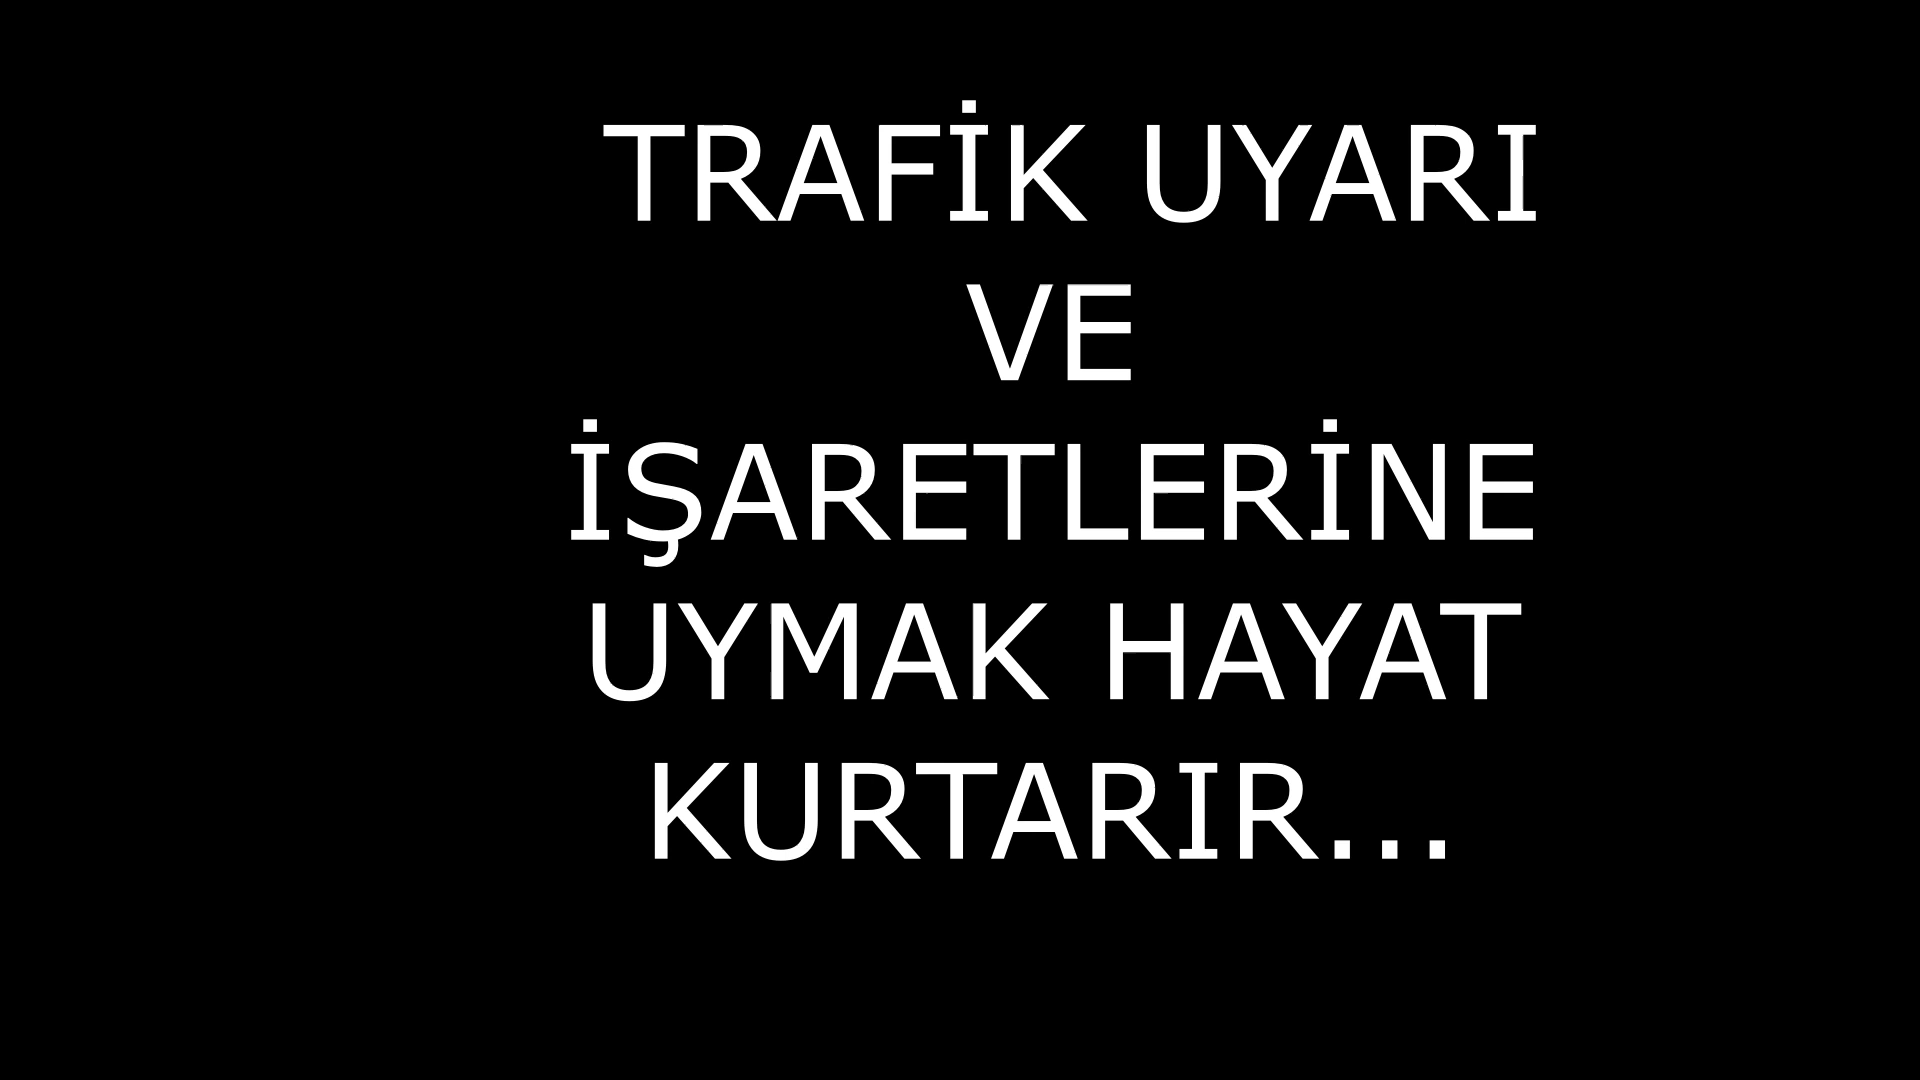 TRAFİK UYARI
VE
İŞARETLERİNE
UYMAK HAYAT
KURTARIR...